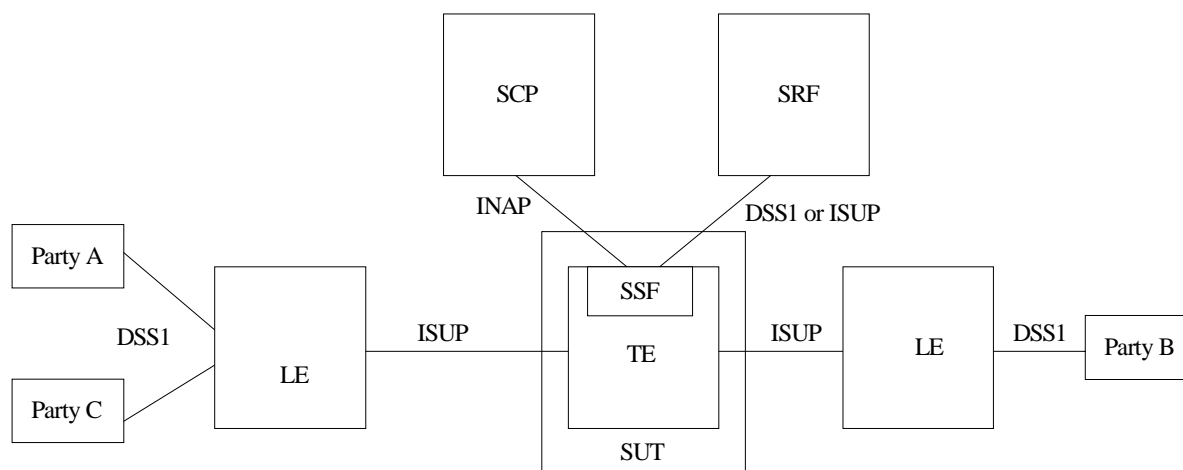 SCP
SRF
INAP
DSS1 or ISUP
Party A
SSF
DSS1
ISUP
TE
ISUP
LE
DSS1
Party B
LE
Party C
SUT